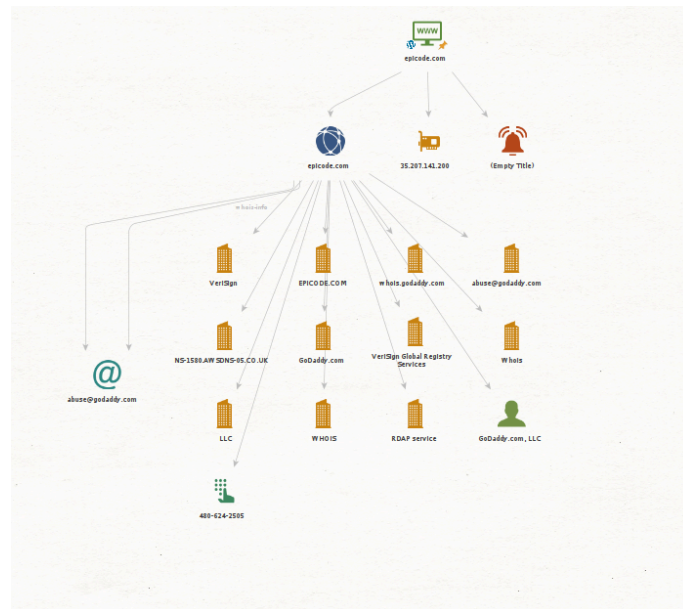 WWW
epicode.com
epicode.com
35.207.141.200
(Empty Title)
whois-info
VeriSign
EPICODE.COM
whois.godaddy.com
abuse@godaddy.com
NS-1580.AWSDNS-05.CO.UK
GoDaddy.com
VeriSign Global Registry
Services
Whois
@
abuse@godaddy.com
LLC
WHOIS
RDAP service
GoDaddy.com, LLC
480-624-2505